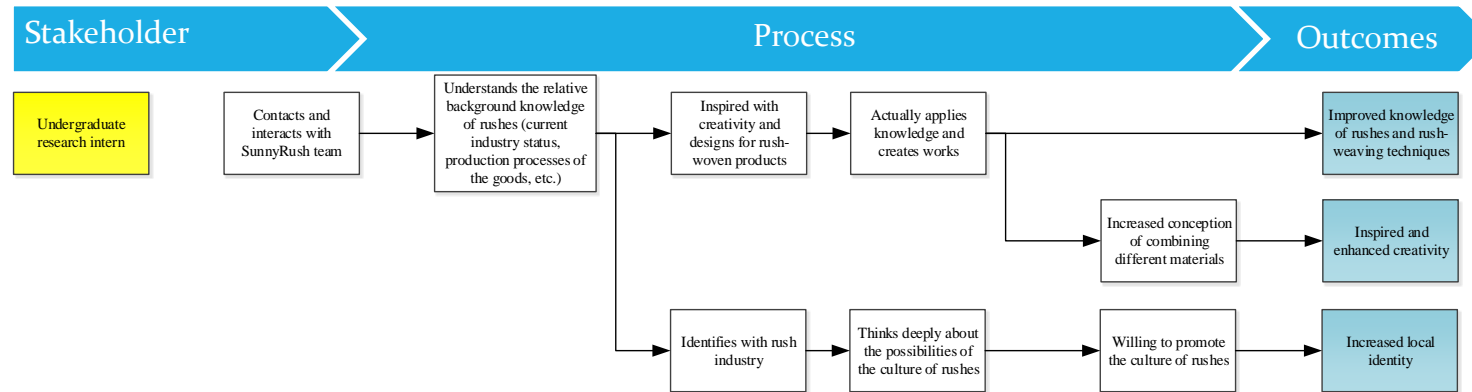 Stakeholder
Process
Outcomes
Undergraduate
research intern
Contacts and
interacts with
SunnyRush team
Understands the relative
background knowledge
of rushes (current
industry status,
production processes of
the goods, etc.)
Inspired with
creativity and
designs for rush-
woven products
Actually applies
knowledge and
creates works
Improved knowledge
of rushes and rush-
weaving techniques
Increased conception
of combining
different materials
Inspired and
enhanced creativity
Identifies with rush
industry
Thinks deeply about
the possibilities of
the culture of rushes
Willing to promote
the culture of rushes
Increased local
identity